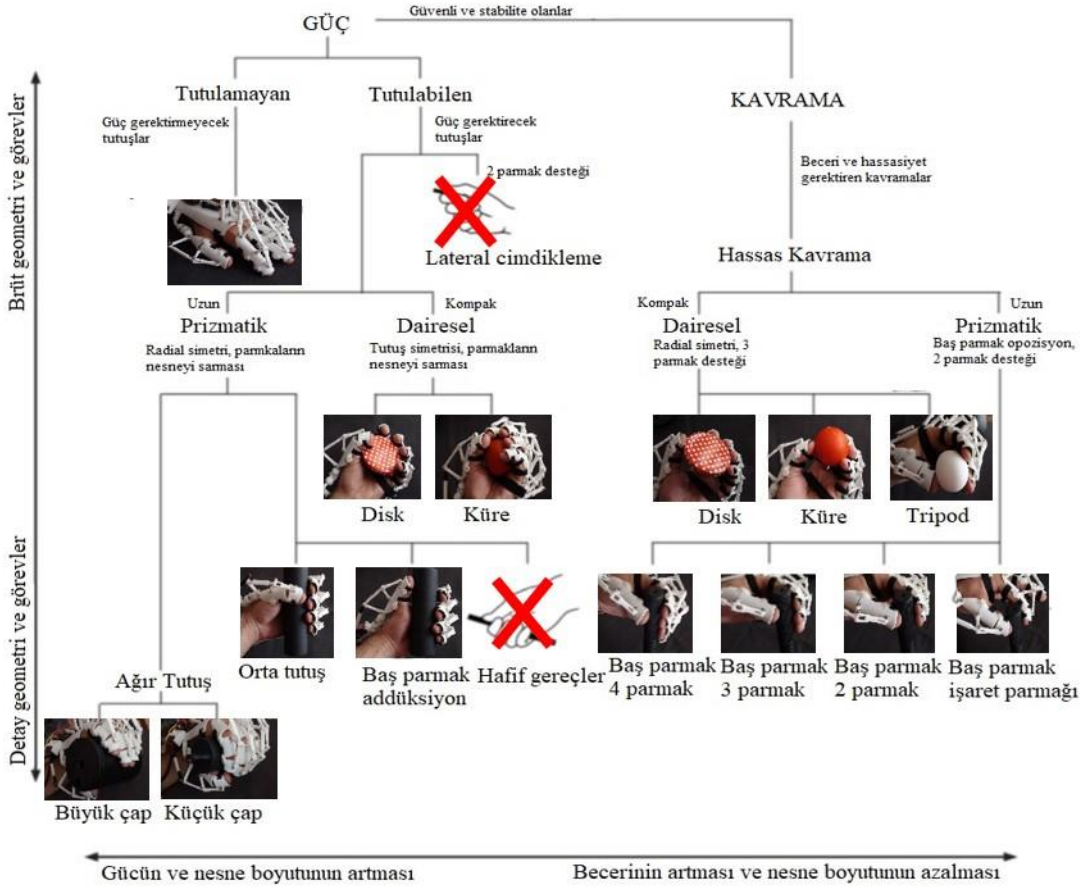 Güvenli ve stabilite olanlar
GÜÇ
Tutulamayan
Tutulabilen
KAVRAMA
Güç gerektirmeyecek
tutuşlar
Güç gerektirecek
tutuşlar
2 parmak desteği
Lateral cimdikleme
Beceri ve hassasiyet
gerektiren kavramalar
Hassas Kavrama
Uzun
Prizmatik
Radial simetri, parmkaların
nesneyi sarması
Kompak
Dairesel
Tutuş simetrisi, parmakların
nesneyi sarması
Kompak
Dairesel
Radial simetri, 3
parmak desteği
Uzun
Prizmatik
Baş parmak opozisyon,
2 parmak desteği
Disk
Küre
Disk
Küre
Tripod
Orta tutuş
Baş parmak
addüksiyon
Hafif gereçler
Baş parmak
4 parmak
Baş parmak
3 parmak
Baş parmak
2 parmak
Baş parmak
işaret parmağı
Ağır Tutuş
Büyük çap
Küçük çap
Brüt geometri ve görevler
Detay geometri ve görevler
Gücün ve nesne boyutunun artması
Becerinin artması ve nesne boyutunun azalması